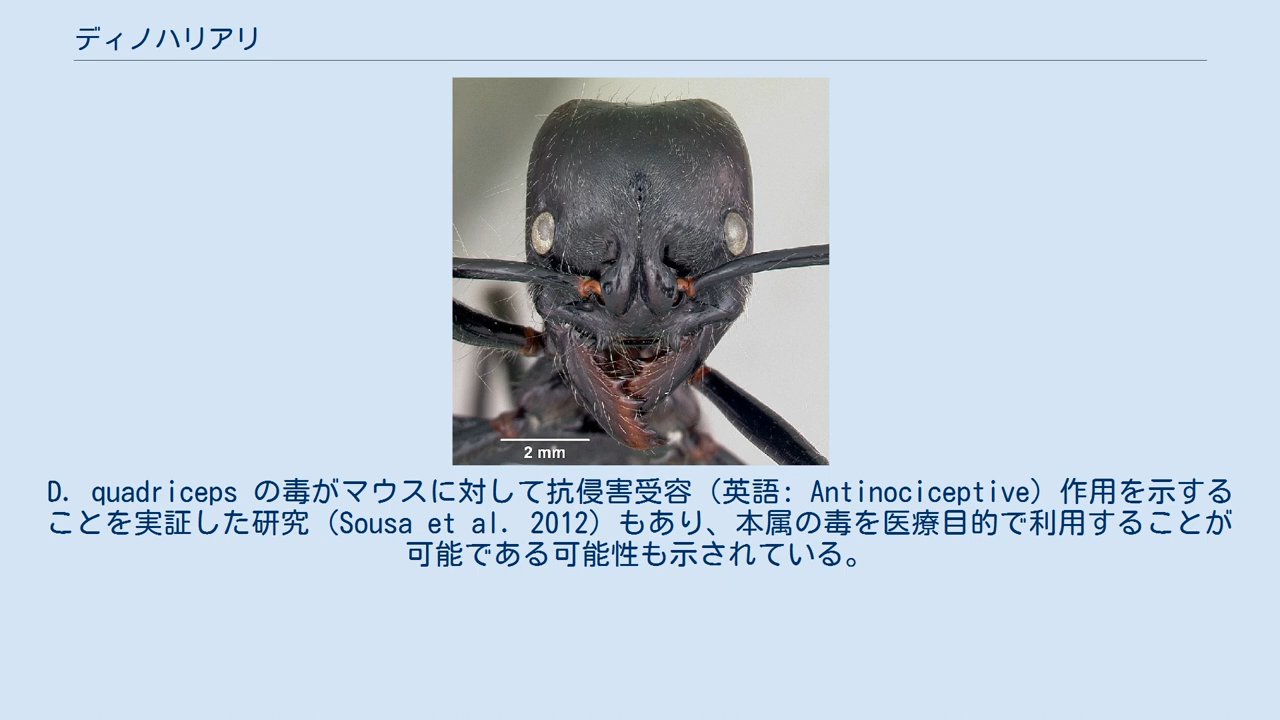 ディノハリアリ
2 mm
D. quadriceps の毒がマウスに対して抗侵害受容（英語: Antinociceptive）作用を示する
ことを実証した研究（Sousa et al. 2012）もあり、本属の毒を医療目的で利用することが
可能である可能性も示されている。